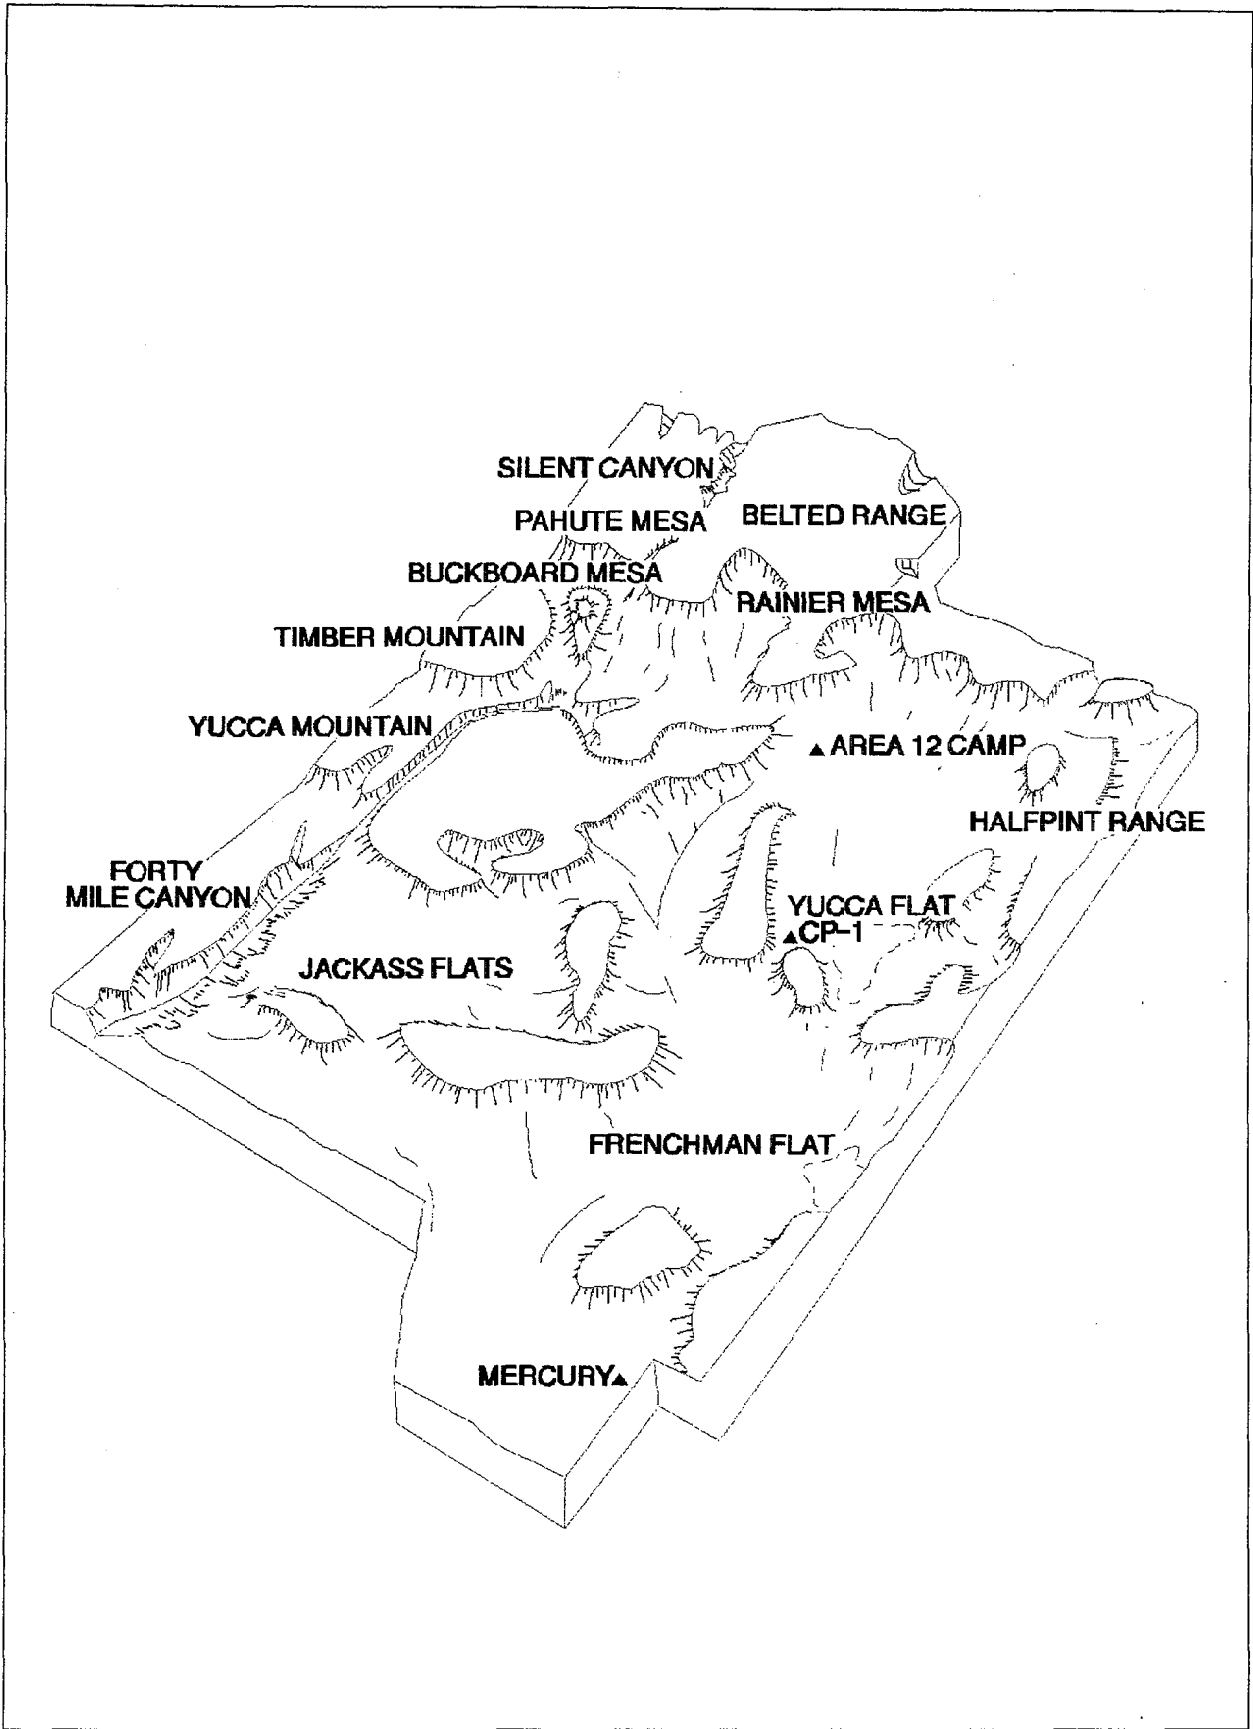 SILENT CANYON
PAHUTE MESA
BELTED RANGE
BUCKBOARD MESA
RAINIER MESA
TIMBER MOUNTAIN
YUCCA MOUNTAIN
AREA 12 CAMP
HALFPINT RANGE
FORTY
MILE CANYON
YUCCA FLAT
CP-1
JACKASS FLATS
FRENCHMAN FLAT
MERCURY